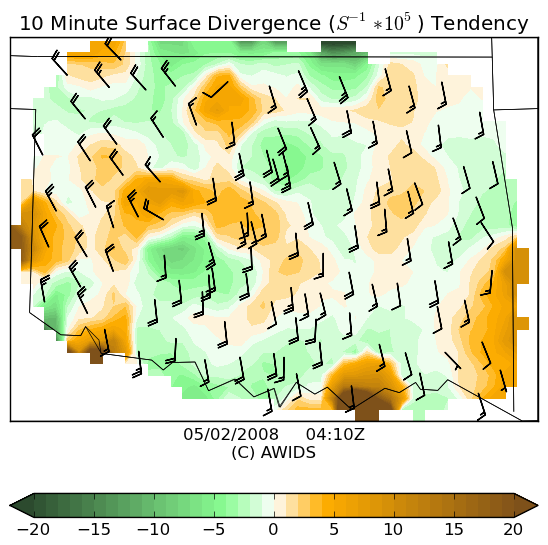 10 Minute Surface Divergence (S⁻¹ *10⁵ ) Tendency
05/02/2008 04:10Z
(C) AWIDS
−20 −15 −10 −5 0 5 10 15 20